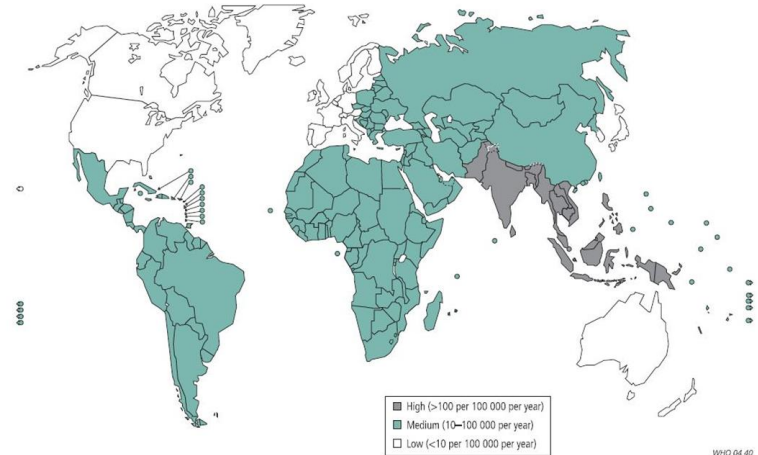 High (>100 per 100 000 per year)
Medium (10–100 000 per year)
Low (<10 per 100 000 per year)
WHO 04.40